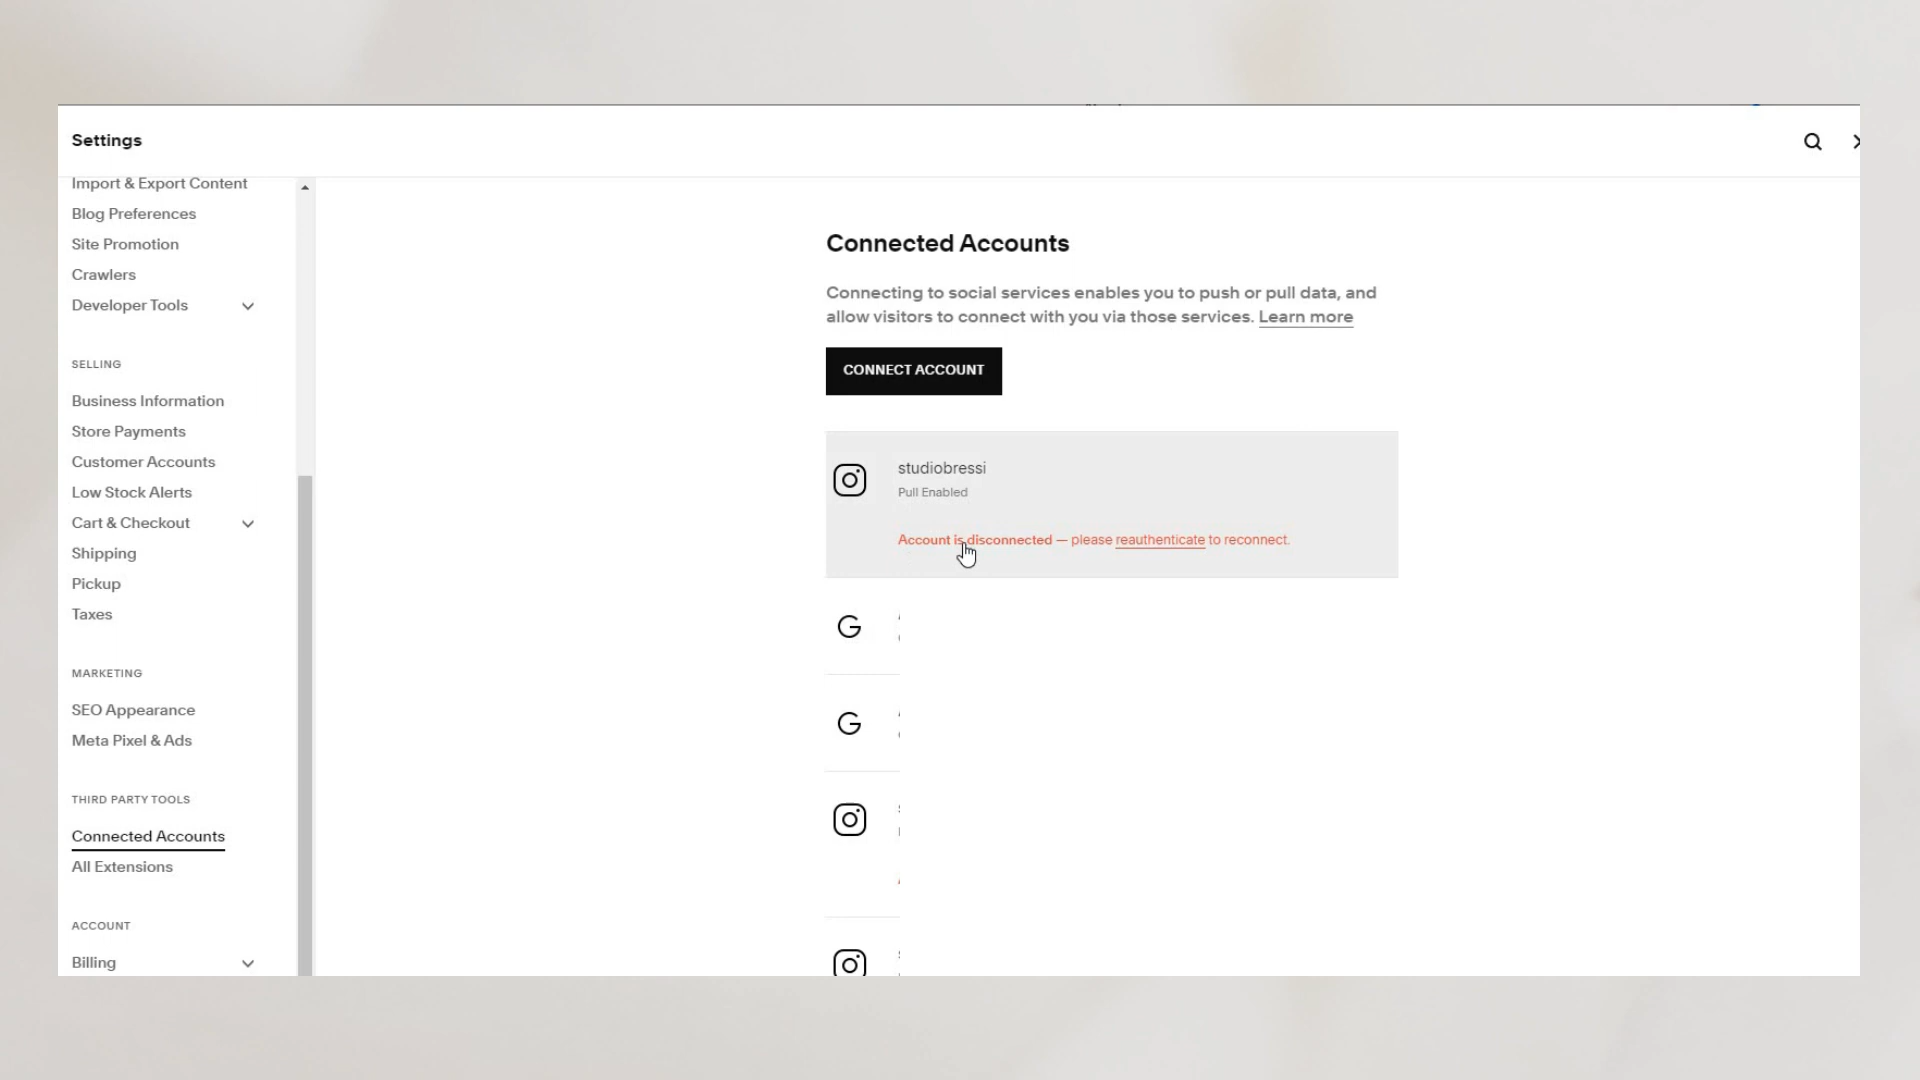 Settings
Import & Export Content
Blog Preferences
Site Promotion
Crawlers
Developer Tools
SELLING
Business Information
Store Payments
Customer Accounts
Low Stock Alerts
Cart & Checkout
Shipping
Pickup
Taxes
MARKETING
SEO Appearance
Meta Pixel & Ads
THIRD PARTY TOOLS
Connected Accounts
All Extensions
ACCOUNT
Billing
Connected Accounts
Connecting to social services enables you to push or pull data, and
allow visitors to connect with you via those services. Learn more
CONNECT ACCOUNT
studiobressi
Pull Enabled
Account is disconnected — please reauthenticate to reconnect.